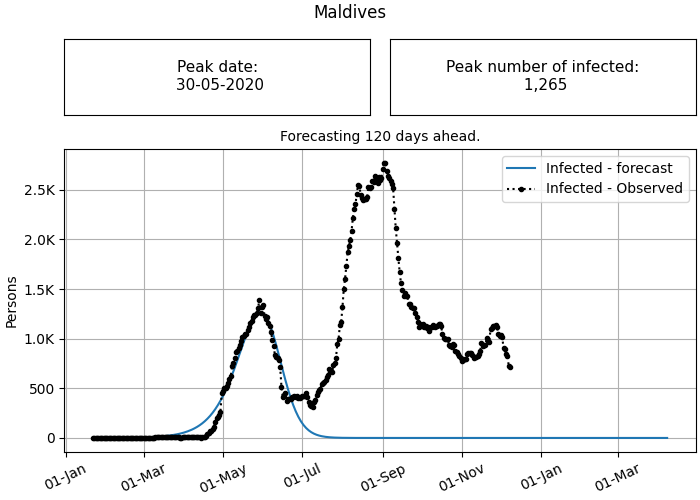 Maldives
Peak date:
30-05-2020
Peak number of infected:
1,265
Forecasting 120 days ahead.
Infected - forecast
Infected - Observed
Persons
2.5K
2.0K
1.5K
1.0K
500
0
01-Jan
01-Mar
01-May
01-Jul
01-Sep
01-Nov
01-Jan
01-Mar